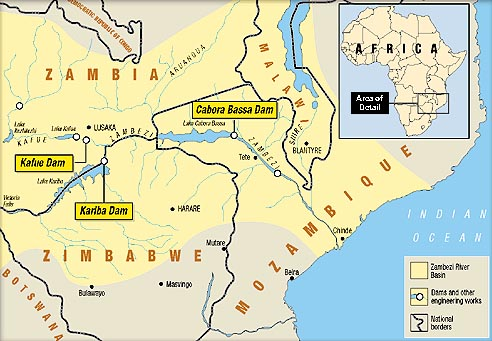 DEMOCRATIC REPUBLIC OF CONGO
ZAMBIA
ARUANGUA
MALAWI
AFRICA
Area of
Detail
Cabora Bassa Dam
Lake Cabora Bassa
Lake
Itezhitezhi
Lake Kafue
LUSAKA
KAFUE
ZAMBEZI
SHIRE
BLANTYRE
Kafue Dam
Tete
ZAMBEZI
Lake Kariba
Victoria
Falls
Kariba Dam
HARARE
MOZAMBIQUE
INDIAN
OCEAN
Chinde
ZIMBABWE
Mutare
Beira
BOTSWANA
Bulawayo
Masvingo
Zambezi River
Basin
Dams and other
engineering works
National
borders